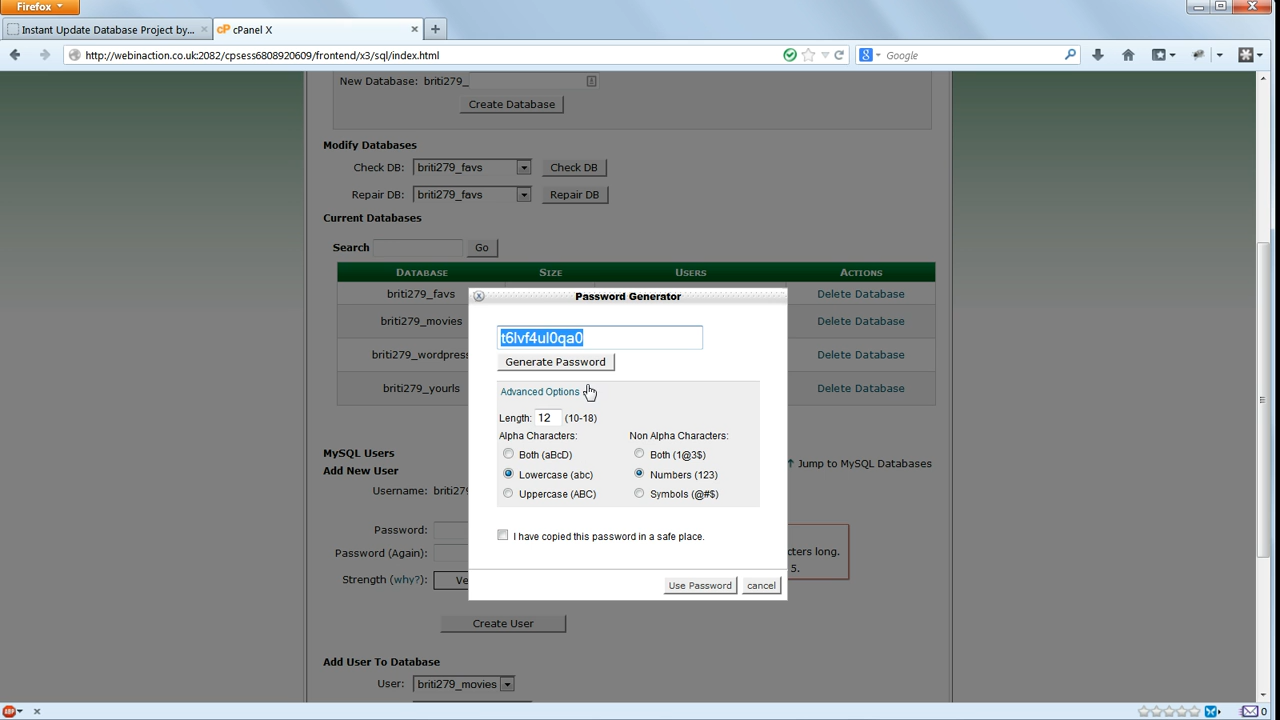 Firefox
Instant Update Database Project by...
cPanel X
http://webinaction.co.uk:2082/cpsess6808920609/frontend/x3/sql/index.html
Google
New Database: briti279_
Create Database
Modify Databases
Check DB: briti279_favs Check DB
Repair DB: briti279_favs Repair DB
Current Databases
Search Go
DATABASE SIZE USERS ACTIONS
briti279_favs Delete Database
briti279_movies Delete Database
briti279_wordpress Delete Database
briti279_yourls Delete Database
Password Generator
t6lvf4ul0qa0
Generate Password
Advanced Options
Length: 12 (10-18)
Alpha Characters: Non Alpha Characters:
Both (aBcD) Both (1@3$)
Lowercase (abc) Numbers (123)
Uppercase (ABC) Symbols (@#$)
I have copied this password in a safe place.
Use Password cancel
MySQL Users
Jump to MySQL Databases
Add New User
Username: briti279
Password:
Password (Again):
cters long.
5.
Strength (why?): Ve
Create User
Add User To Database
User: briti279_movies
ABP
0